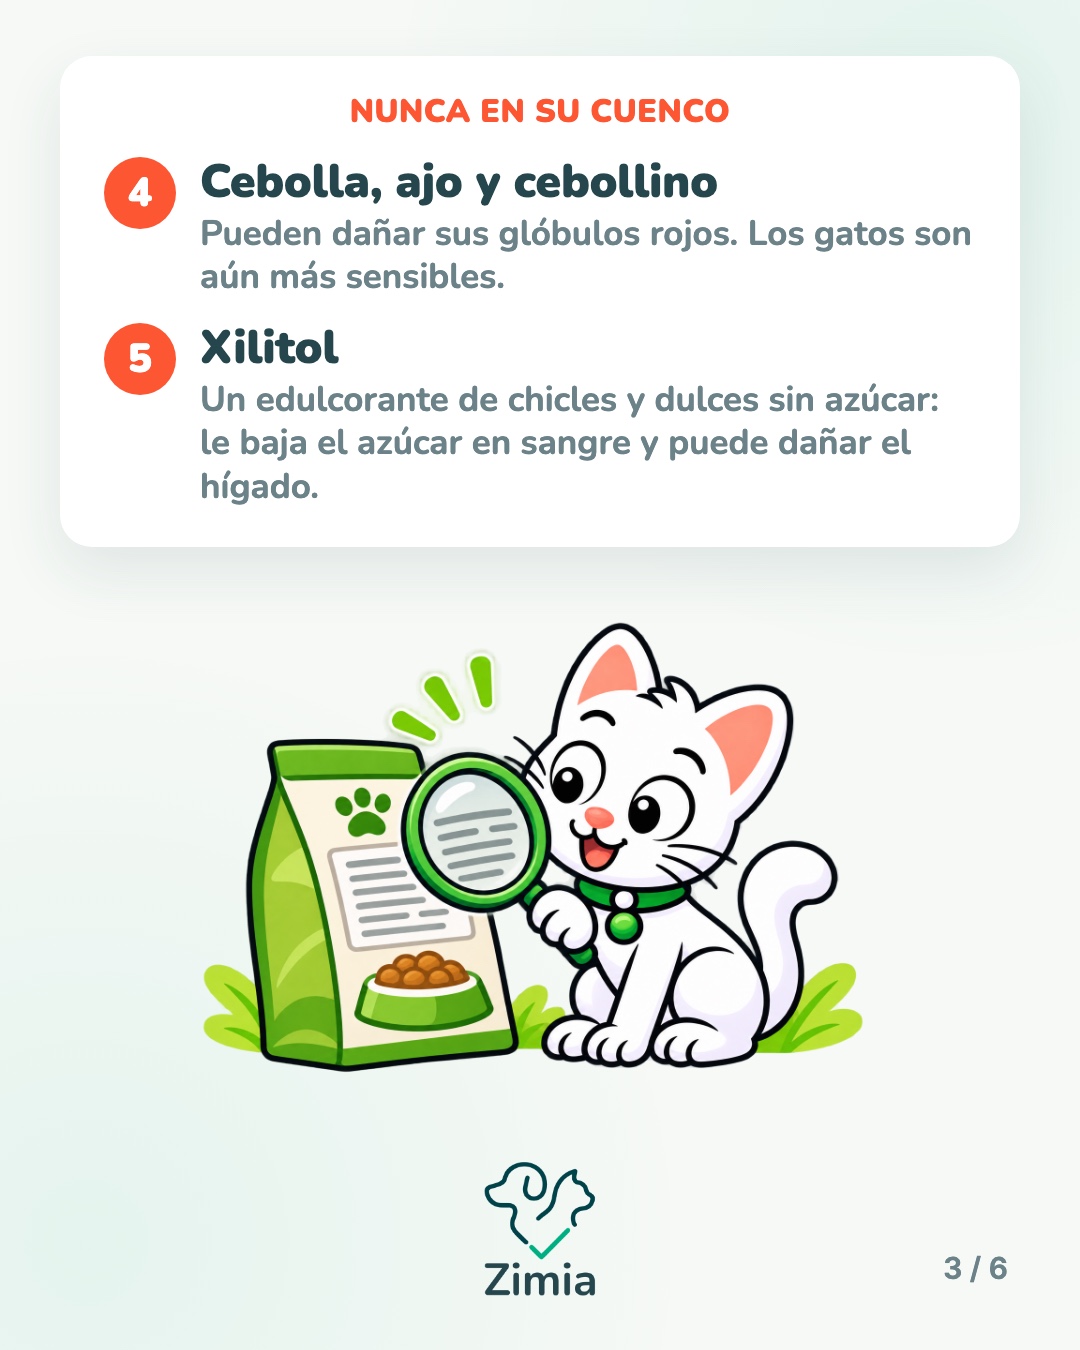 NUNCA EN SU CUENCO
4
Cebolla, ajo y cebollino
Pueden dañar sus glóbulos rojos. Los gatos son
aún más sensibles.
5
Xilitol
Un edulcorante de chicles y dulces sin azúcar:
le baja el azúcar en sangre y puede dañar el
hígado.
Zimia
3 / 6